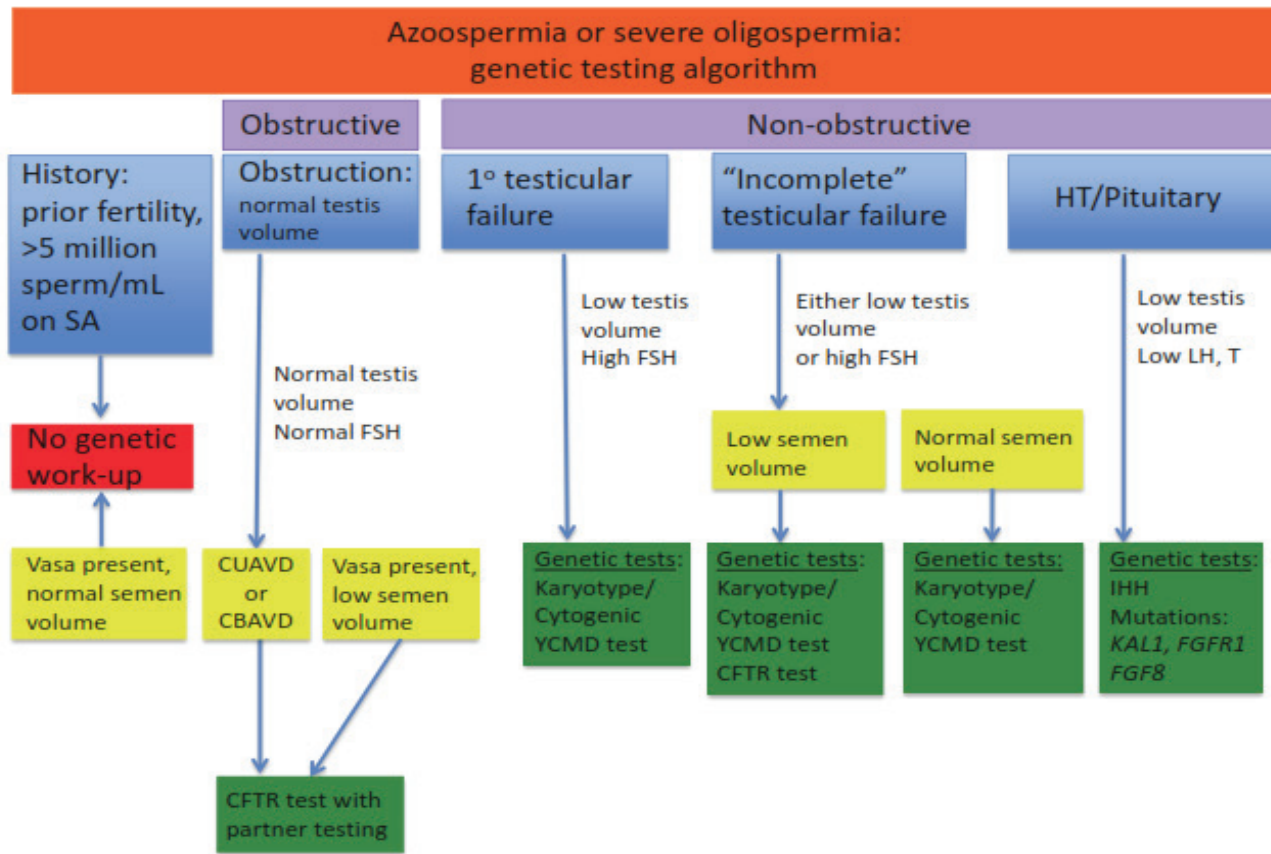 Azoospermia or severe oligospermia:
genetic testing algorithm
Obstructive
Non-obstructive
History:
prior fertility,
>5 million
sperm/mL
on SA
Obstruction:
normal testis
volume
1° testicular
failure
“Incomplete”
testicular failure
HT/Pituitary
Normal testis
volume
Normal FSH
Low testis
volume
High FSH
Either low testis
volume
or high FSH
Low testis
volume
Low LH, T
No genetic
work-up
Low semen
volume
Normal semen
volume
Vasa present,
normal semen
volume
CUAVD
or
CBAVD
Vasa present,
low semen
volume
Genetic tests:
Karyotype/
Cytogenic
YCMD test
Genetic tests:
Karyotype/
Cytogenic
YCMD test
CFTR test
Genetic tests:
Karyotype/
Cytogenic
YCMD test
Genetic tests:
IHH
Mutations:
KAL1, FGFR1
FGF8
CFTR test with
partner testing